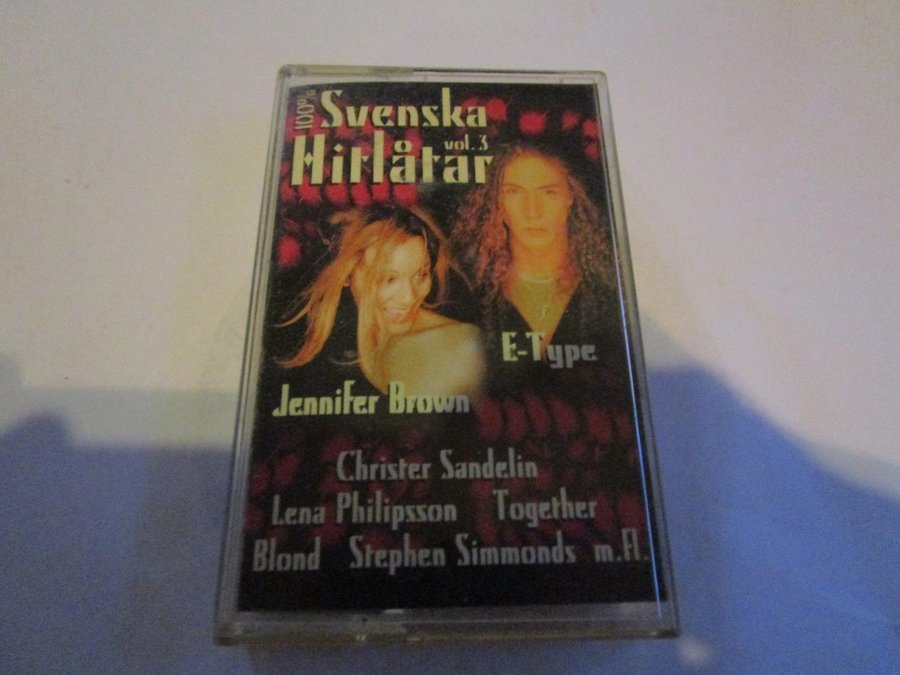 100% Svenska
Hitlåtar vol. 3
E-Type
Jennifer Brown
Christer Sandelin
Lena Philipsson Together
Blond Stephen Simmonds m.fl.